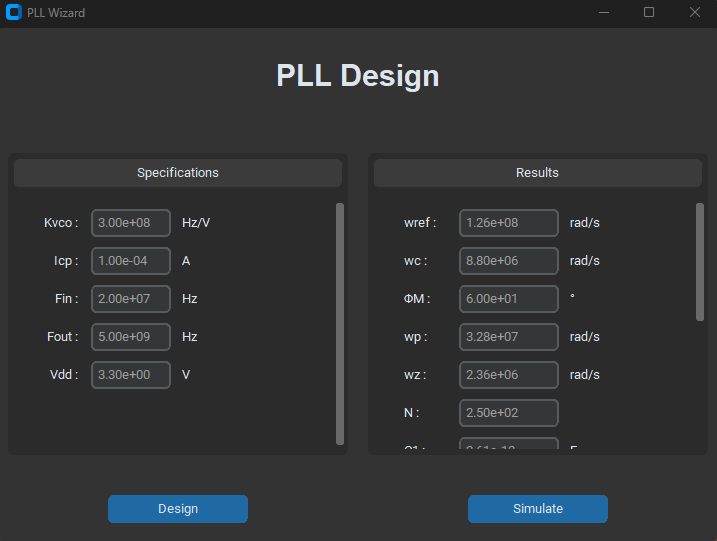 PLL Wizard
PLL Design
Specifications
Kvco : 3.00e+08 Hz/V
Icp : 1.00e-04 A
Fin : 2.00e+07 Hz
Fout : 5.00e+09 Hz
Vdd : 3.30e+00 V
Results
wref : 1.26e+08 rad/s
wc : 8.80e+06 rad/s
ΦM : 6.00e+01 °
wp : 3.28e+07 rad/s
wz : 2.36e+06 rad/s
N : 2.50e+02
Design
Simulate